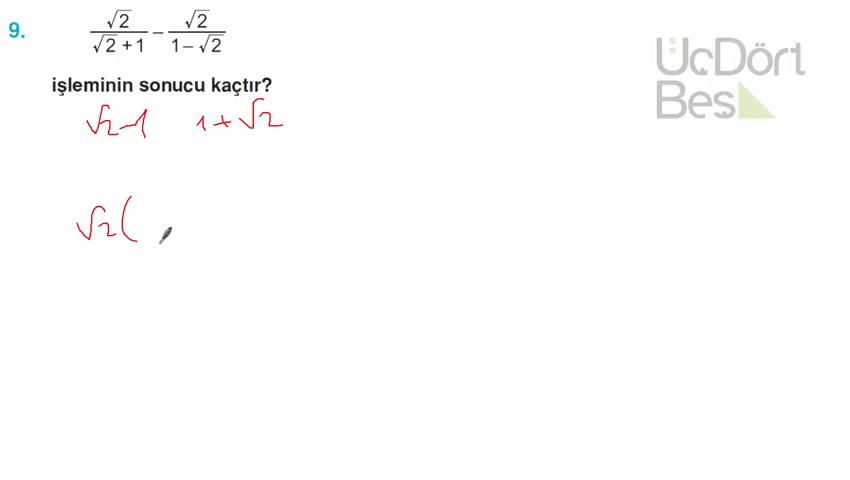 9. √2/(√2 + 1) – √2/(1 – √2)
işleminin sonucu kaçtır?
√2-1 1+√2
√2(
ÜçDört
Beş